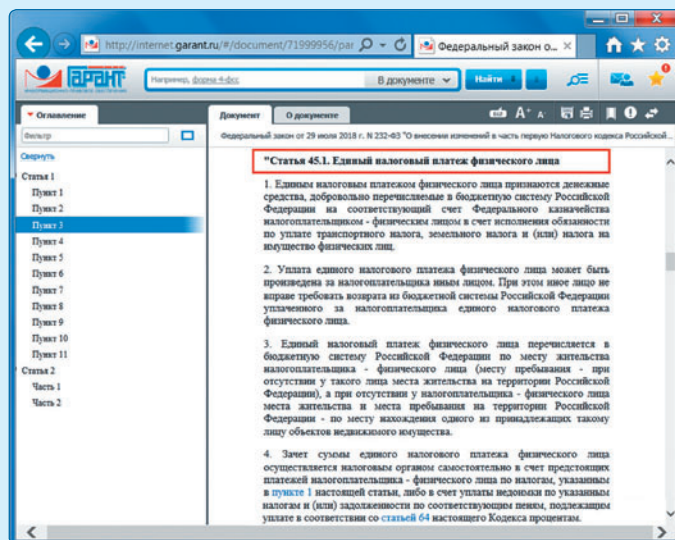 http://internet.garant.ru/#/document/71999956/par
Федеральный закон о...
ГАРАНТ
Например, форма 4-фсс
В документе
Найти
Оглавление
Документ
О документе
A+ A-
Фильтр
Федеральный закон от 29 июля 2018 г. N 232-ФЗ "О внесении изменений в часть первую Налогового кодекса Российской...
Свернуть
Статья 1
Пункт 1
Пункт 2
Пункт 3
Пункт 4
Пункт 5
Пункт 6
Пункт 7
Пункт 8
Пункт 9
Пункт 10
Пункт 11
Статья 2
Часть 1
Часть 2
"Статья 45.1. Единый налоговый платеж физического лица
1. Единым налоговым платежом физического лица признаются денежные
средства, добровольно перечисляемые в бюджетную систему Российской
Федерации на соответствующий счет Федерального казначейства
налогоплательщиком - физическим лицом в счет исполнения обязанности
по уплате транспортного налога, земельного налога и (или) налога на
имущество физических лиц.
2. Уплата единого налогового платежа физического лица может быть
произведена за налогоплательщика иным лицом. При этом иное лицо не
вправе требовать возврата из бюджетной системы Российской Федерации
уплаченного за налогоплательщика единого налогового платежа
физического лица.
3. Единый налоговый платеж физического лица перечисляется в
бюджетную систему Российской Федерации по месту жительства
налогоплательщика - физического лица (месту пребывания - при
отсутствии у такого лица места жительства на территории Российской
Федерации), а при отсутствии у налогоплательщика - физического лица
места жительства и места пребывания на территории Российской
Федерации - по месту нахождения одного из принадлежащих такому
лицу объектов недвижимого имущества.
4. Зачет суммы единого налогового платежа физического лица
осуществляется налоговым органом самостоятельно в счет предстоящих
платежей налогоплательщика - физического лица по налогам, указанным
в пункте 1 настоящей статьи, либо в счет уплаты недоимки по указанным
налогам и (или) задолженности по соответствующим пеням, подлежащим
уплате в соответствии со статьей 64 настоящего Кодекса процентам.